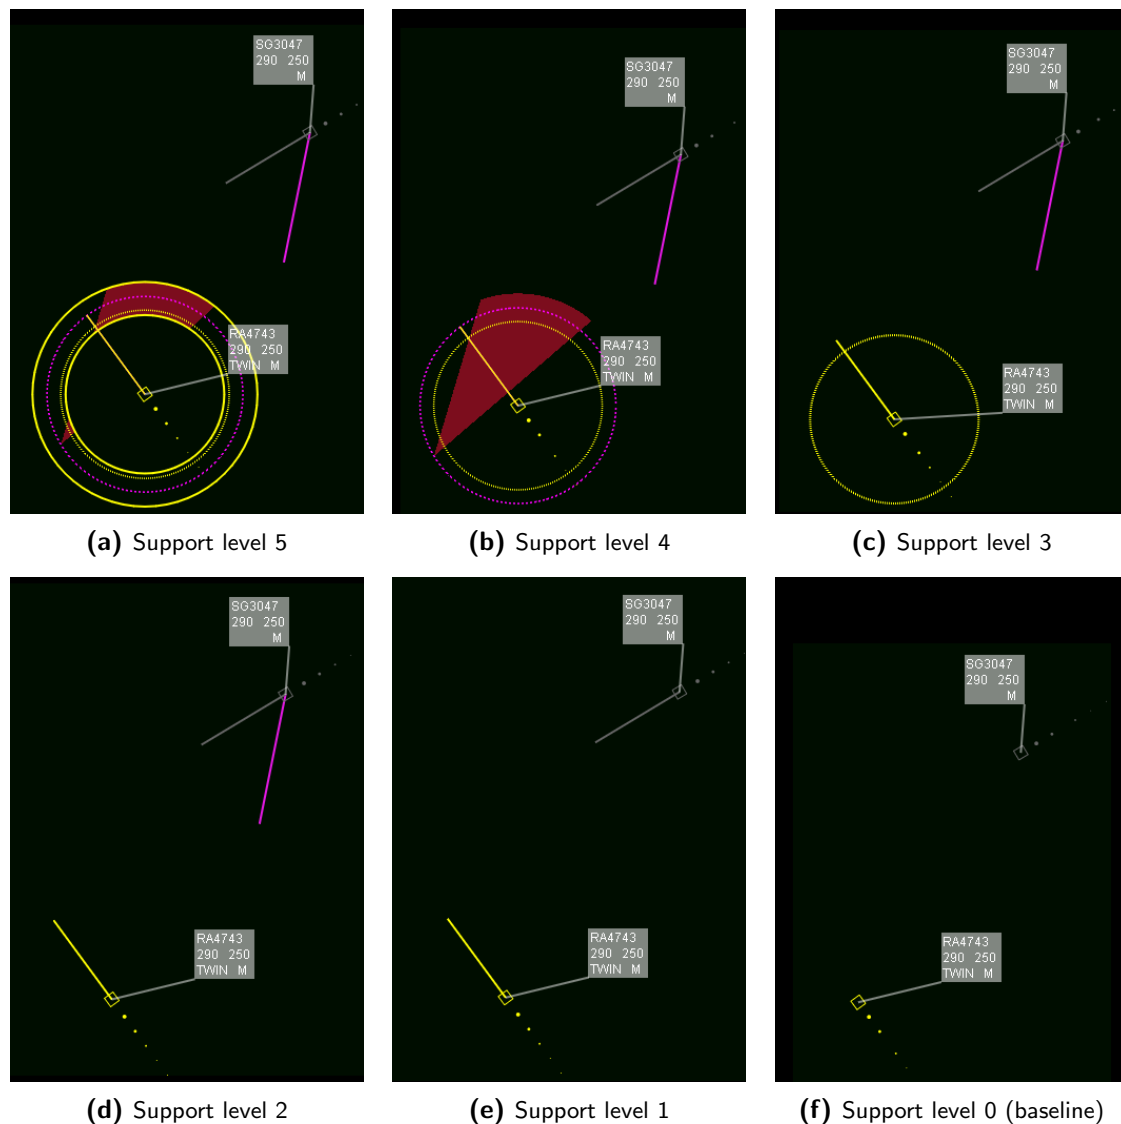 SG3047
290 250
M
RA4743
290 250
TWIN M
(a) Support level 5
SG3047
290 250
M
RA4743
290 250
TWIN M
(b) Support level 4
SG3047
290 250
M
RA4743
290 250
TWIN M
(c) Support level 3
SG3047
290 250
M
RA4743
290 250
TWIN M
(d) Support level 2
SG3047
290 250
M
RA4743
290 250
TWIN M
(e) Support level 1
SG3047
290 250
M
RA4743
290 250
TWIN M
(f) Support level 0 (baseline)